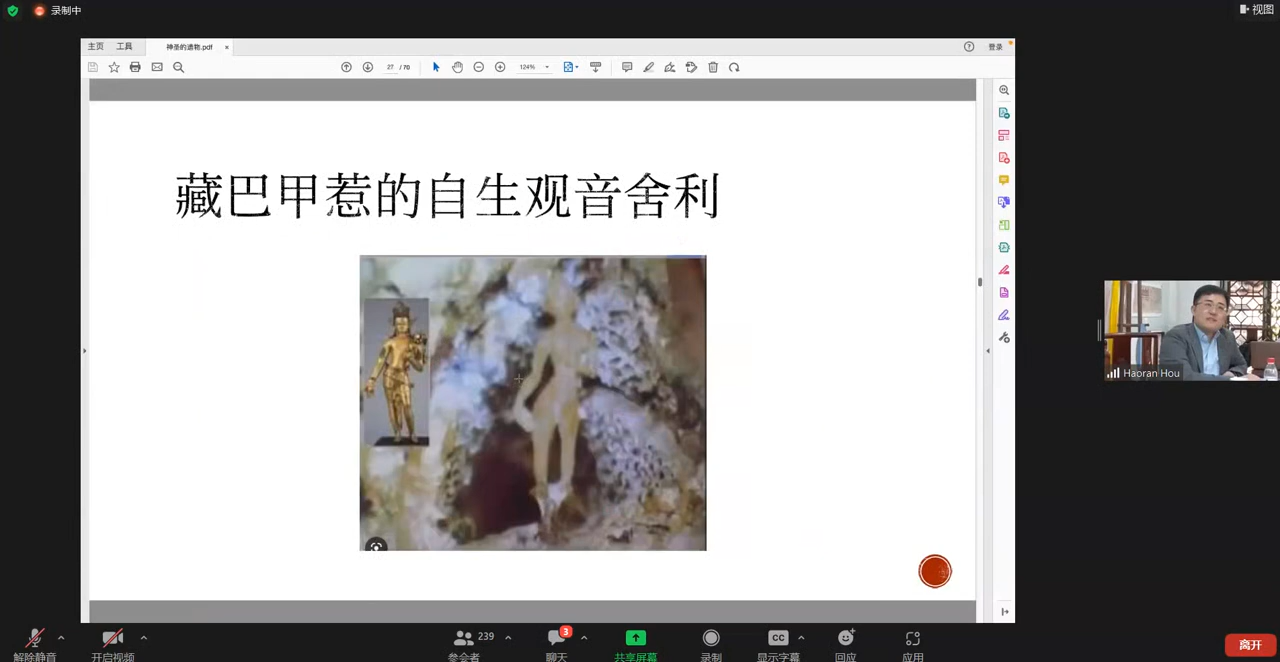 录制中
视图
主页 工具 神圣的遗物.pdf ×
登录
27 / 70 124%
藏巴甲惹的自生观音舍利
Haoran Hou
解除静音
开启视频
239
参会者
3
聊天
共享屏幕
录制
CC
显示字幕
回应
应用
离开